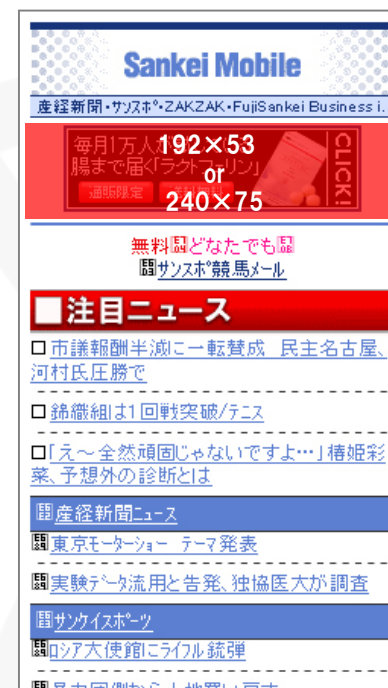 Sankei Mobile
産経新聞・サンスポ・ZAKZAK・FujiSankei Business i.
毎月1万人が
腸まで届く「ラクトフェリン」
通販限定 送料無料
CLICK!
192×53
or
240×75
無料どなたでも
サンスポ競馬メール
■注目ニュース
□市議報酬半減に一転賛成 民主名古屋、
河村氏圧勝で
□錦織組は1回戦突破/テニス
□「え～全然頑固じゃないですよ…」椿姫彩
菜、予想外の診断とは
産経新聞ニュース
東京モーターショー テーマ発表
実験データ流用と告発、独協医大が調査
サンケイスポーツ
ロシア大使館にライフル銃弾